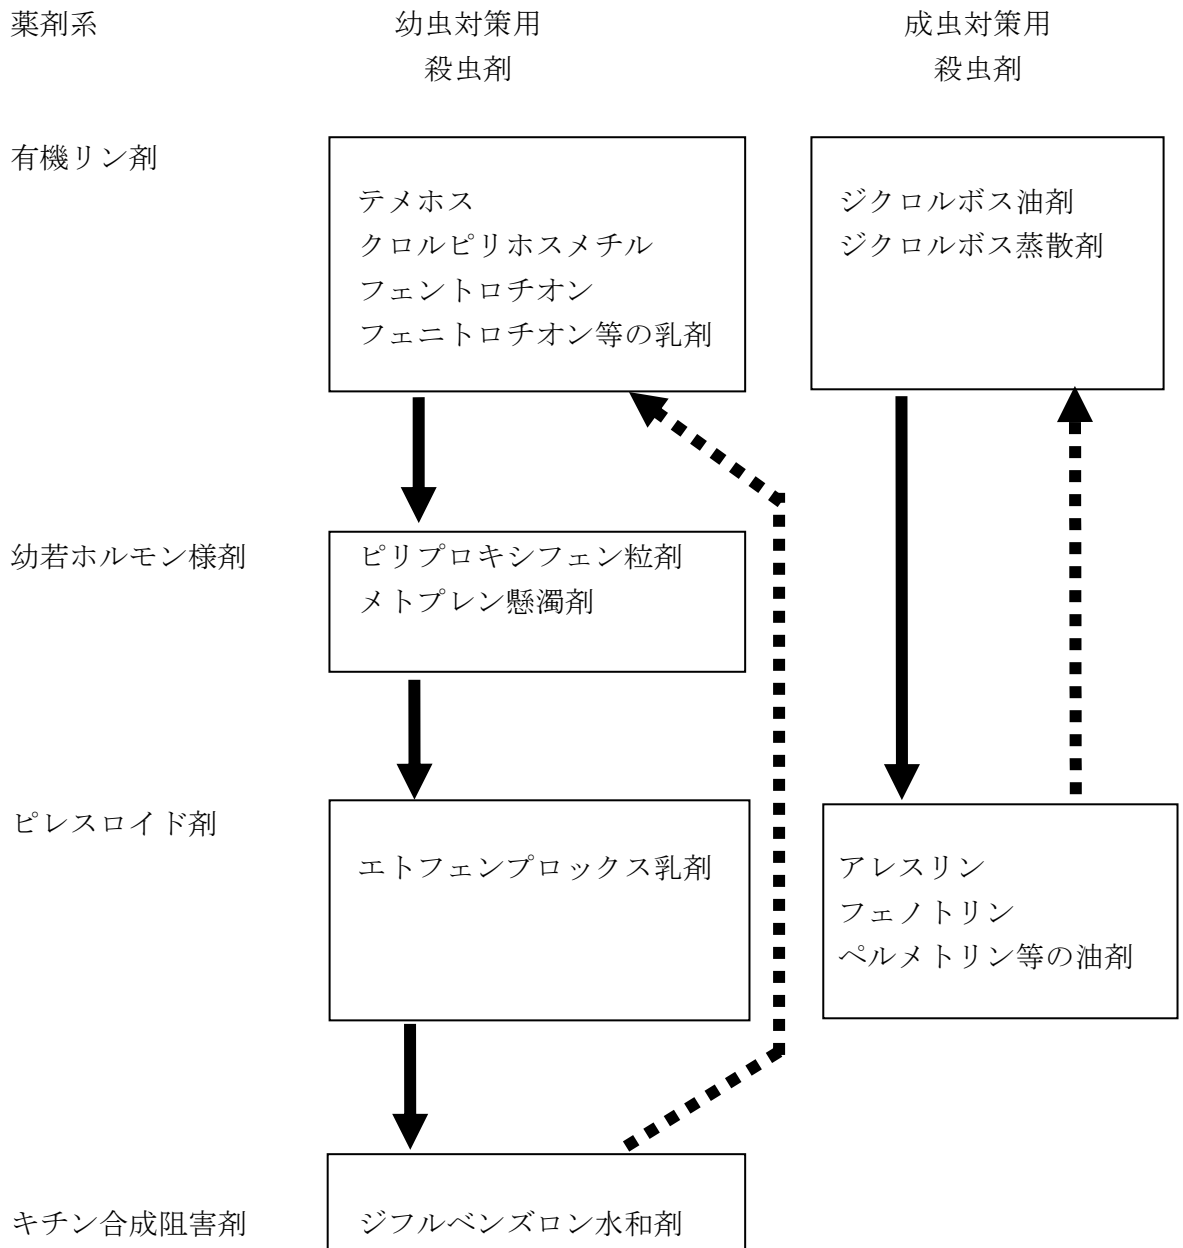 薬剤系 幼虫対策用 成虫対策用
殺虫剤 殺虫剤
有機リン剤
テメホス ジクロルボス油剤
クロルピリホスメチル ジクロルボス蒸散剤
フェントロチオン
フェニトロチオン等の乳剤
幼若ホルモン様剤 ピリプロキシフェン粒剤
メトプレン懸濁剤
ピレスロイド剤
エトフェンプロックス乳剤 アレスリン
フェノトリン
ペルメトリン等の油剤
キチン合成阻害剤 ジフルベンズロン水和剤